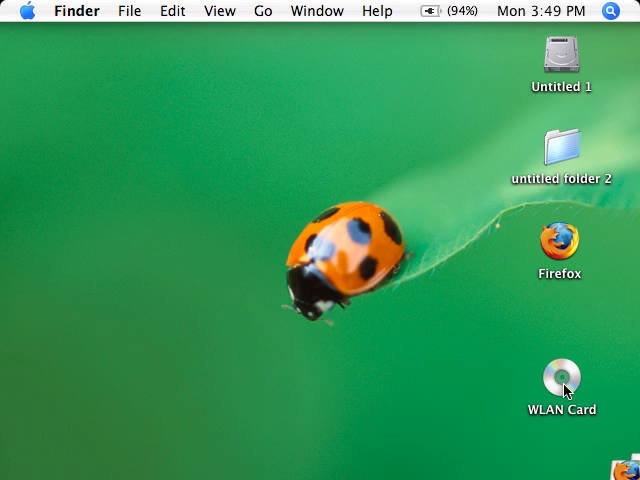 Finder File Edit View Go Window Help (94%) Mon 3:49 PM
Untitled 1
untitled folder 2
Firefox
WLAN Card